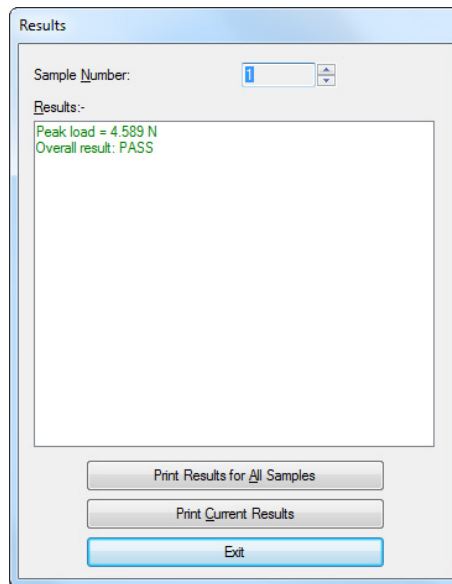 Results
Sample Number: 1
Results:-
Peak load = 4.589 N
Overall result: PASS
Print Results for All Samples
Print Current Results
Exit